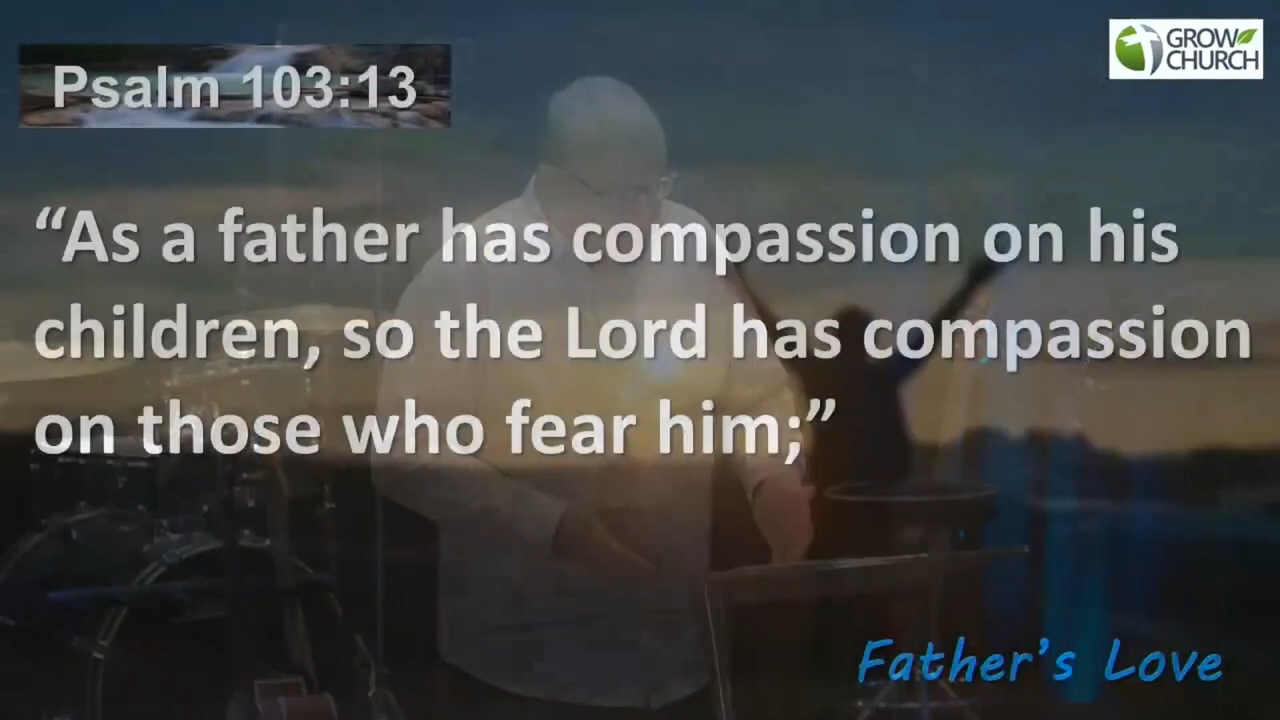 GROW
CHURCH
Psalm 103:13
“As a father has compassion on his
children, so the Lord has compassion
on those who fear him;”
Father's Love